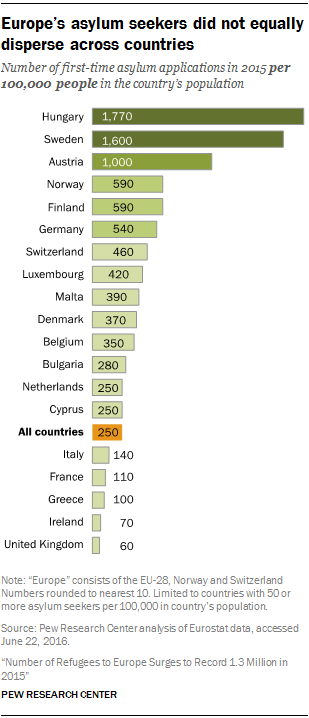 Europe's asylum seekers did not equally
disperse across countries
Number of first-time asylum applications in 2015 per
100,000 people in the country's population
Hungary 1,770
Sweden 1,600
Austria 1,000
Norway 590
Finland 590
Germany 540
Switzerland 460
Luxembourg 420
Malta 390
Denmark 370
Belgium 350
Bulgaria 280
Netherlands 250
Cyprus 250
All countries 250
Italy 140
France 110
Greece 100
Ireland 70
United Kingdom 60
Note: "Europe" consists of the EU-28, Norway and Switzerland
Numbers rounded to nearest 10. Limited to countries with 50 or
more asylum seekers per 100,000 in country's population.
Source: Pew Research Center analysis of Eurostat data, accessed
June 22, 2016.
"Number of Refugees to Europe Surges to Record 1.3 Million in
2015"
PEW RESEARCH CENTER